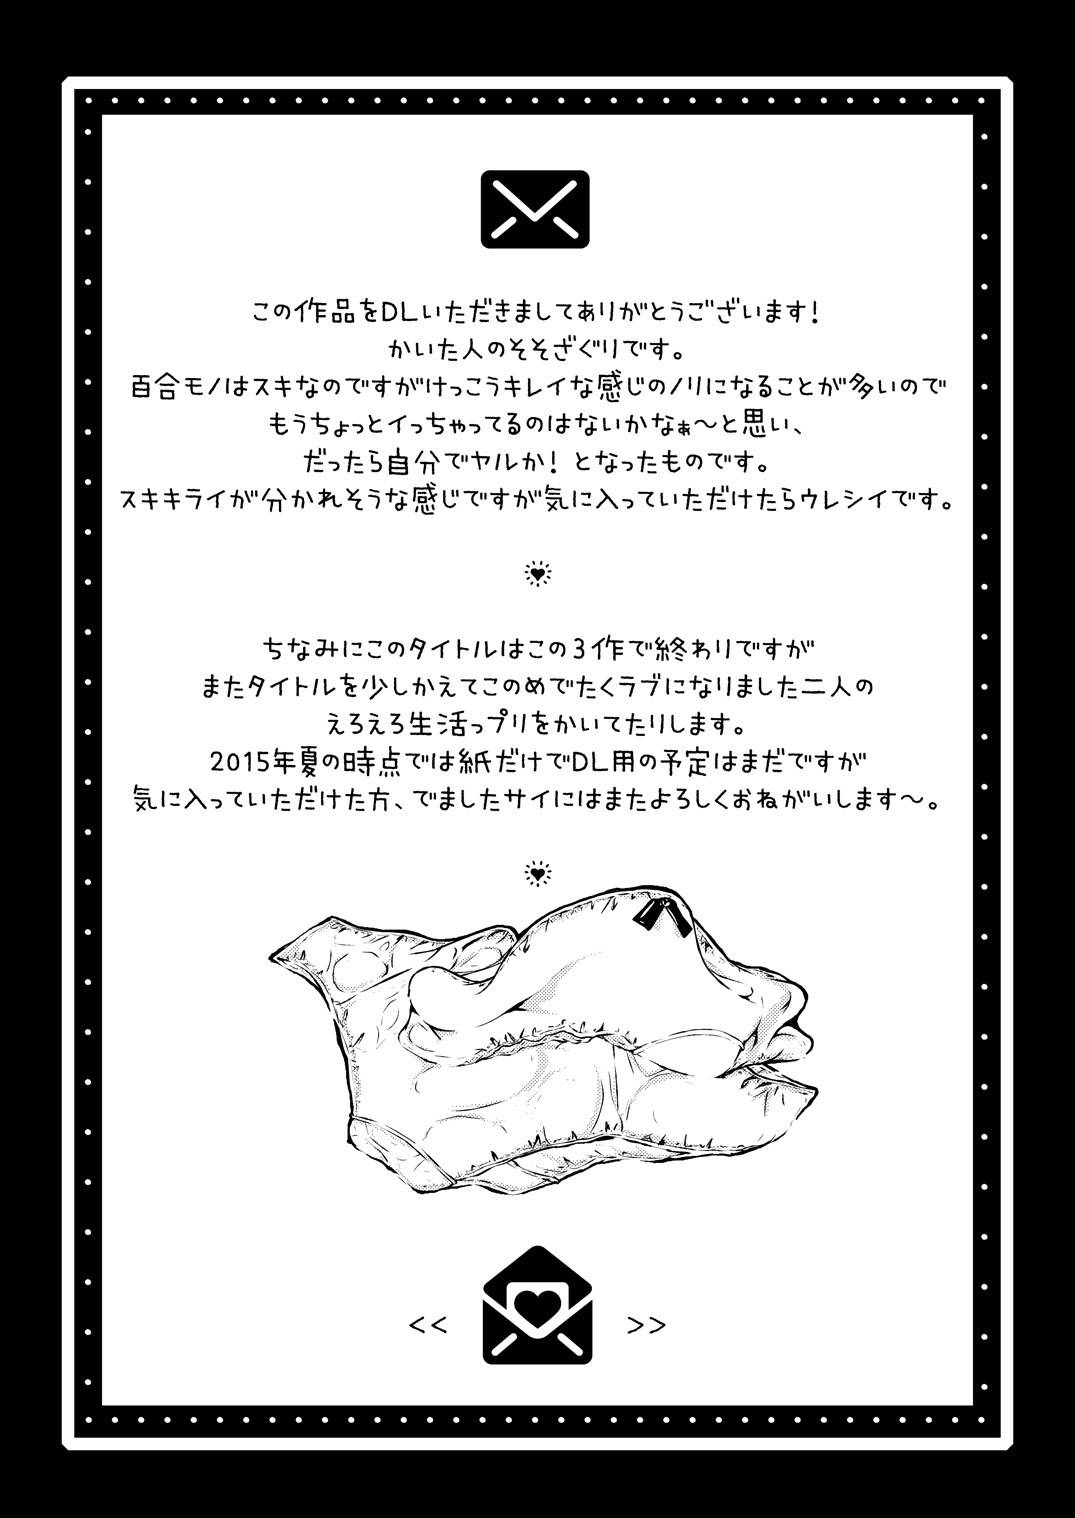 この作品をDLいただきましてありがとうございます!
かいた人のそそざぐりです。
百合モノはスキなのですがけっこうキレイな感じのノリになることが多いので
もうちょっとイっちゃってるのはないかなぁ〜と思い、
だったら自分でヤルか! となったものです。
スキキライが分かれそうな感じですが気に入っていただけたらウレシイです。
ちなみにこのタイトルはこの3作で終わりですが
またタイトルを少しかえてこのめでたくラブになりました二人の
えろえろ生活っプリをかいてたりします。
2015年夏の時点では紙だけでDL用の予定はまだですが
気に入っていただけた方、でましたサイにはまたよろしくおねがいします〜。
<< >>